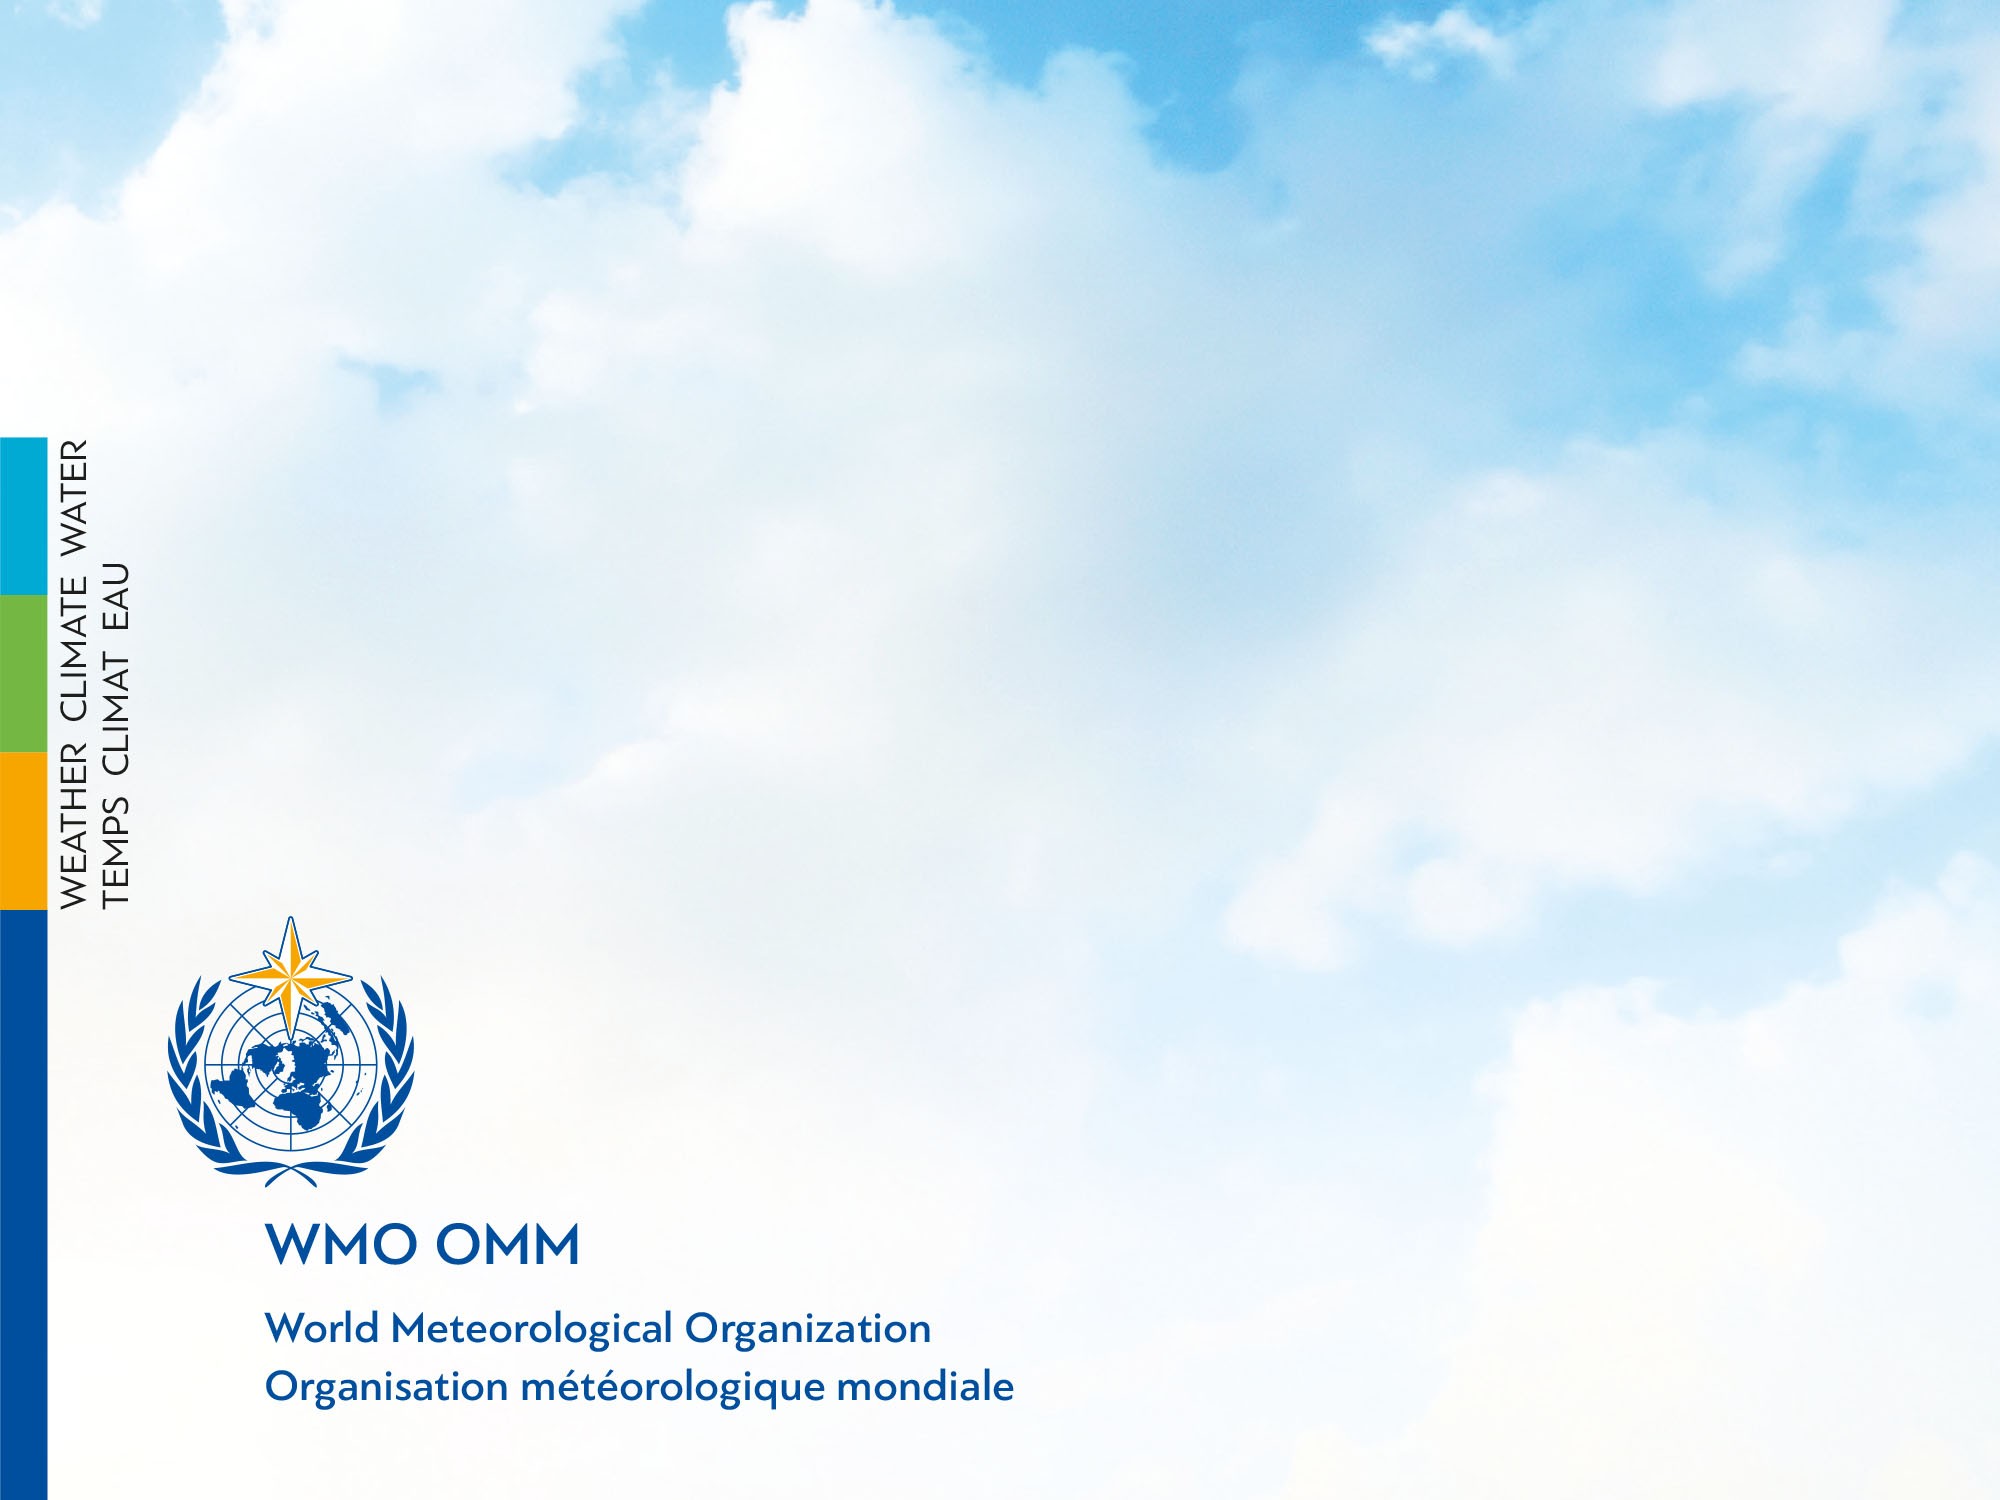 WEATHER CLIMATE WATER
TEMPS CLIMAT EAU
WMO OMM
World Meteorological Organization
Organisation météorologique mondiale